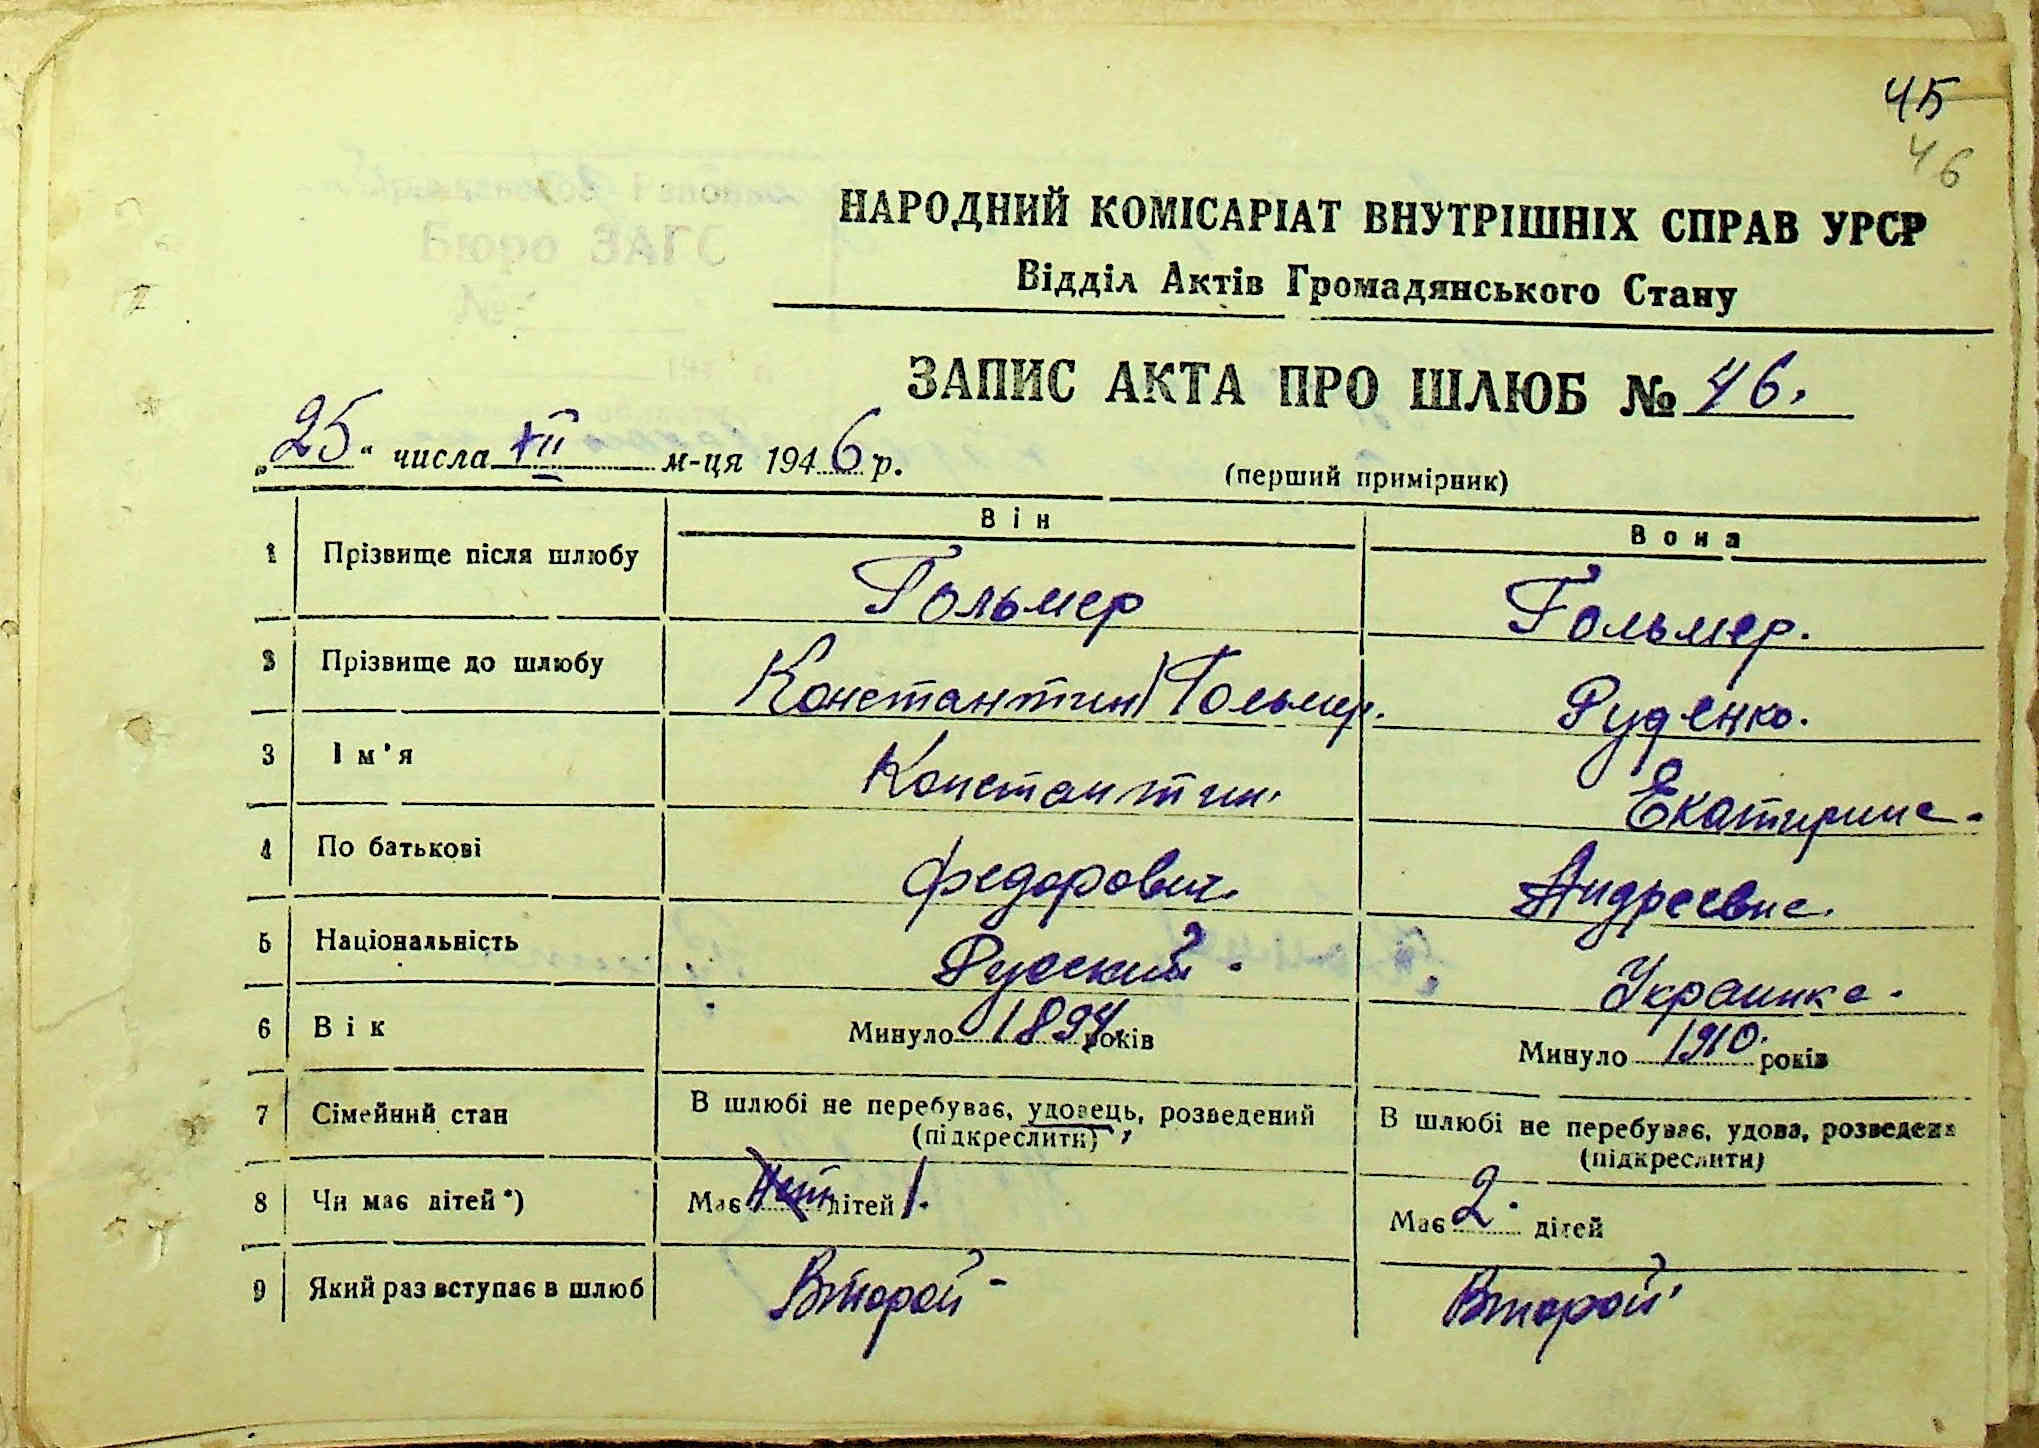 45
46
НАРОДНИЙ КОМІСАРІАТ ВНУТРІШНІХ СПРАВ УРСР
Відділ Актів Громадянського Стану
ЗАПИС АКТА ПРО ШЛЮБ № 46.
„25“ числа VII м-ця 1946 р.
(перший примірник)
Він Вона
1 Прізвище після шлюбу Гольмер Гольмер.
2 Прізвище до шлюбу Константин) Гольмер. Руденко.
3 Ім'я Константин. Екатирина.
4 По батькові Федорович. Андреевна.
5 Національність Руский. Украинка.
6 Вік Минуло 1894 років Минуло 1910. років
7 Сімейний стан В шлюбі не перебуває, удовець, розведений В шлюбі не перебуває, удова, розведена
(підкреслити) (підкреслити)
8 Чи має дітей*) Має дітей 1. Має 2. дітей
9 Який раз вступає в шлюб Второй Второй
Бюро ЗАГС
№